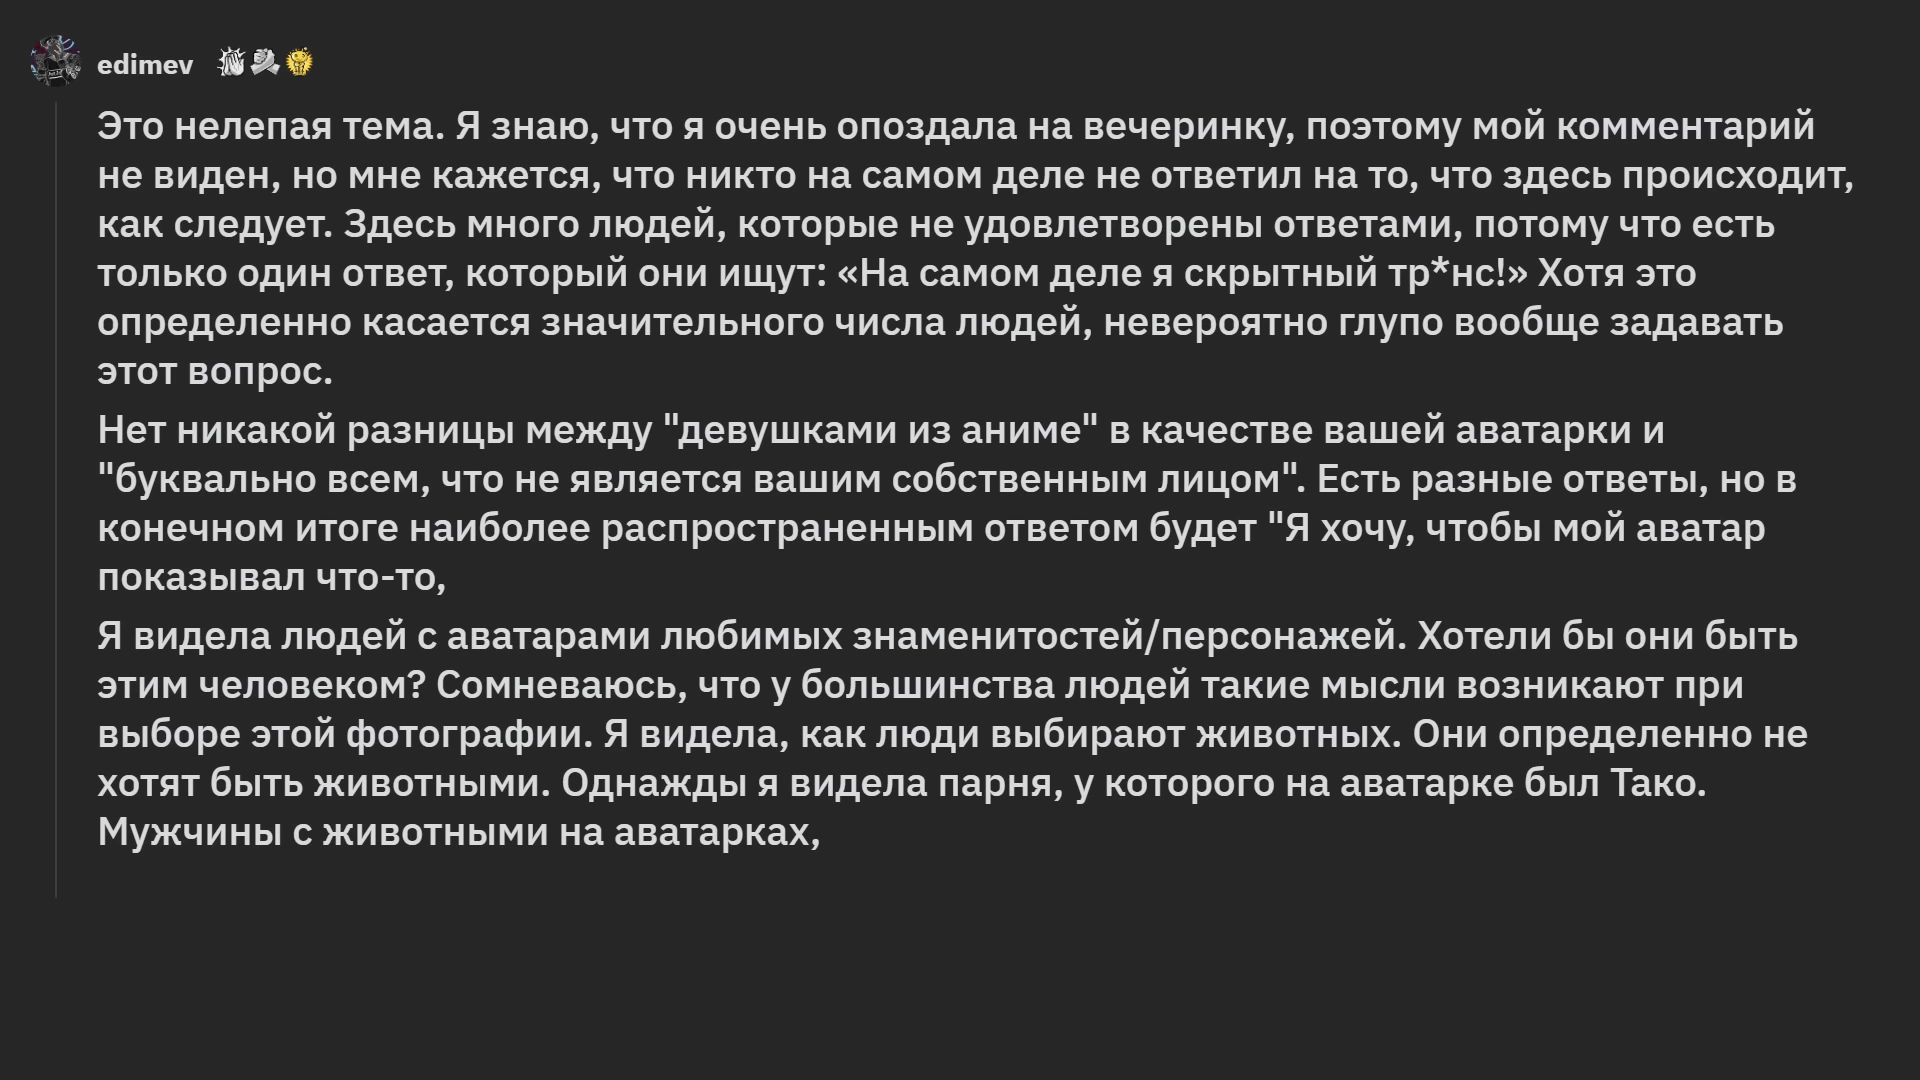 edimev
Это нелепая тема. Я знаю, что я очень опоздала на вечеринку, поэтому мой комментарий
не виден, но мне кажется, что никто на самом деле не ответил на то, что здесь происходит,
как следует. Здесь много людей, которые не удовлетворены ответами, потому что есть
только один ответ, который они ищут: «На самом деле я скрытный тр*нс!» Хотя это
определенно касается значительного числа людей, невероятно глупо вообще задавать
этот вопрос.
Нет никакой разницы между "девушками из аниме" в качестве вашей аватарки и
"буквально всем, что не является вашим собственным лицом". Есть разные ответы, но в
конечном итоге наиболее распространенным ответом будет "Я хочу, чтобы мой аватар
показывал что-то,
Я видела людей с аватарами любимых знаменитостей/персонажей. Хотели бы они быть
этим человеком? Сомневаюсь, что у большинства людей такие мысли возникают при
выборе этой фотографии. Я видела, как люди выбирают животных. Они определенно не
хотят быть животными. Однажды я видела парня, у которого на аватарке был Тако.
Мужчины с животными на аватарках,